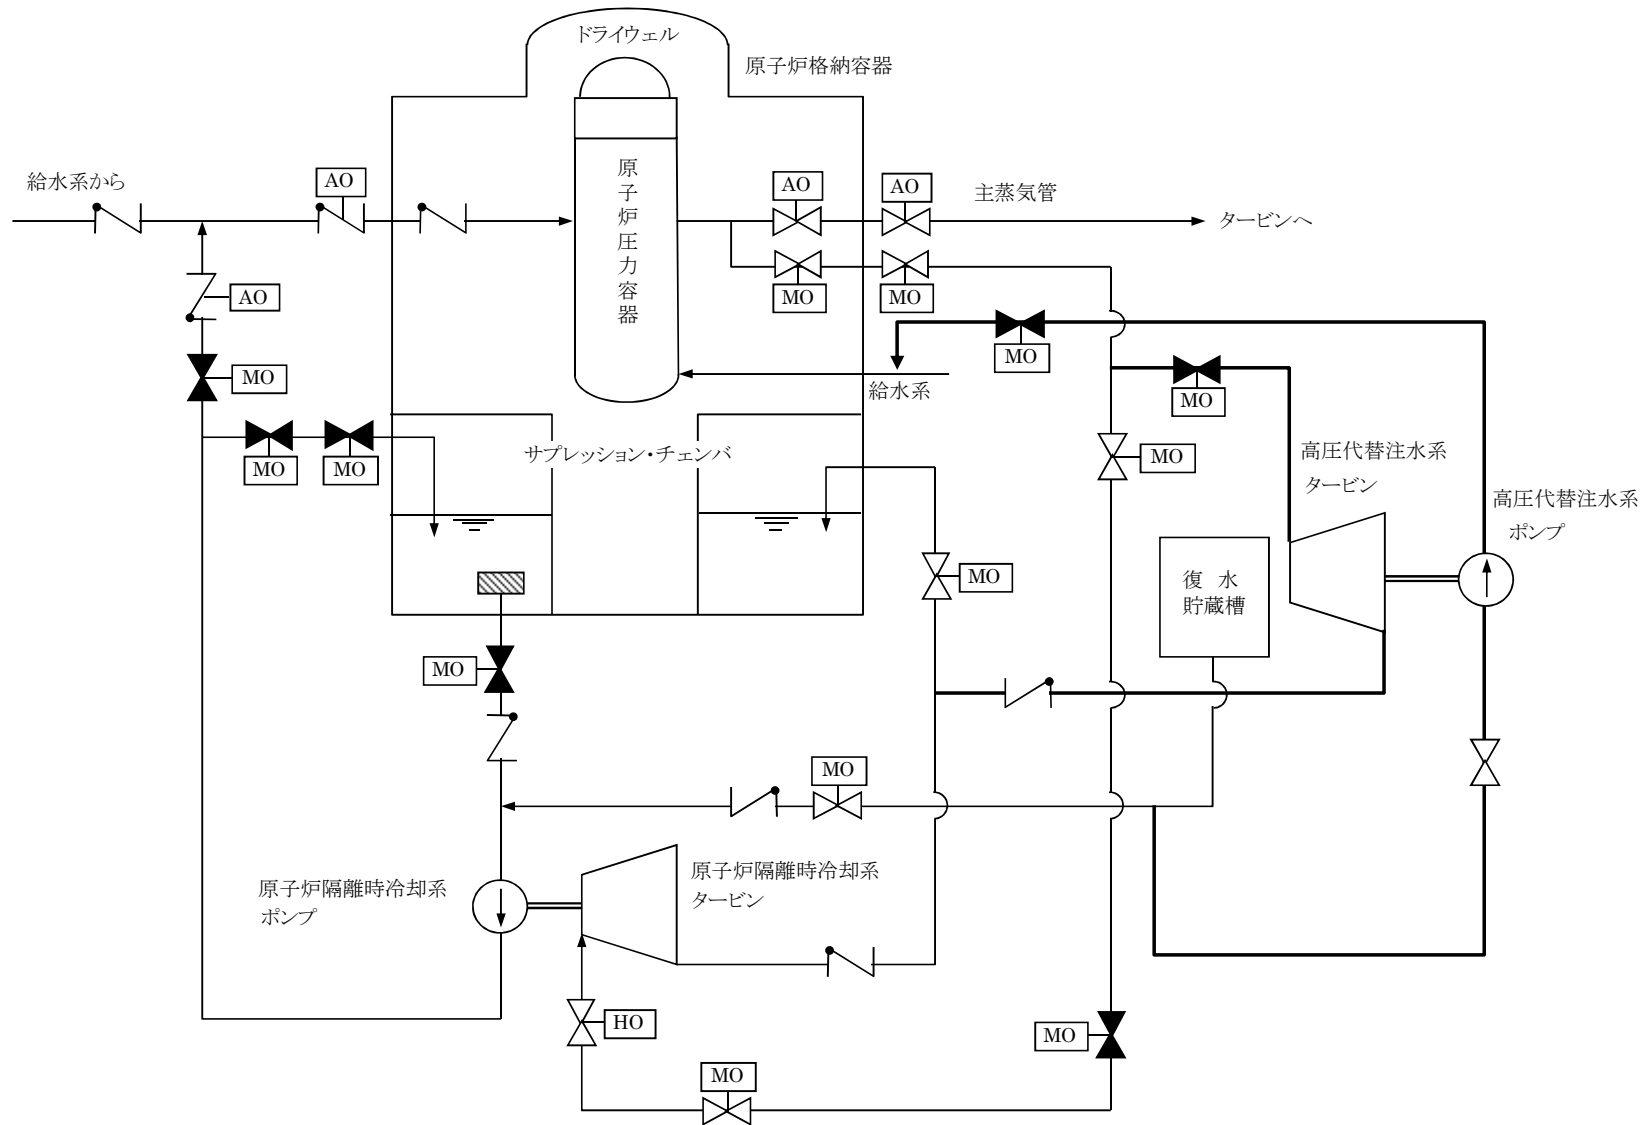 ドライウェル
原子炉格納容器
給水系から
AO
AO
AO
主蒸気管
タービンへ
原子炉圧力容器
MO
MO
AO
MO
MO
MO
給水系
MO
MO
MO
サプレッション・チェンバ
MO
高圧代替注水系
タービン
高圧代替注水系
ポンプ
MO
復 水
貯蔵槽
MO
MO
原子炉隔離時冷却系
ポンプ
原子炉隔離時冷却系
タービン
HO
MO
MO